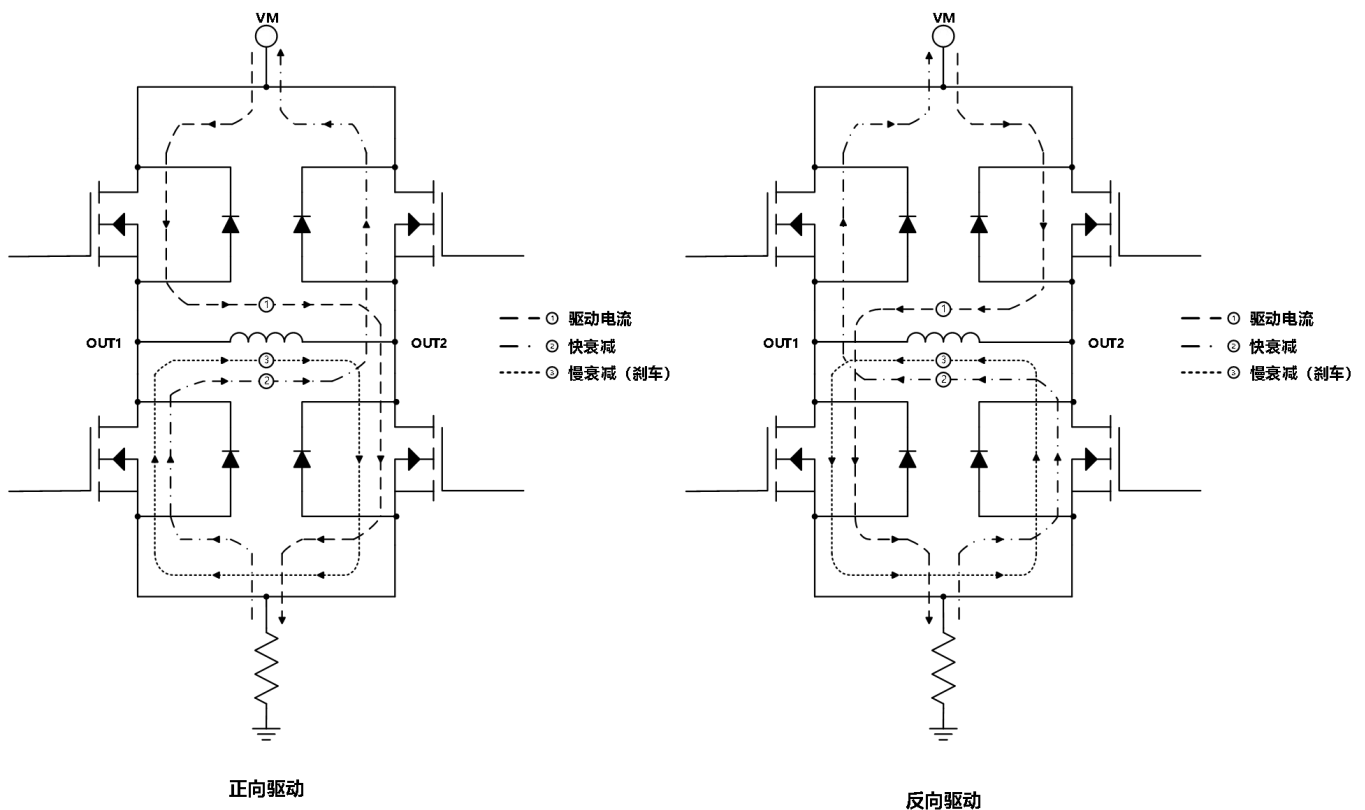 VM
VM
①
①
① 驱动电流
① 驱动电流
OUT1
OUT2
② 快衰减
OUT1
OUT2
② 快衰减
③
③
③ 慢衰减（刹车）
③ 慢衰减（刹车）
②
②
正向驱动
反向驱动